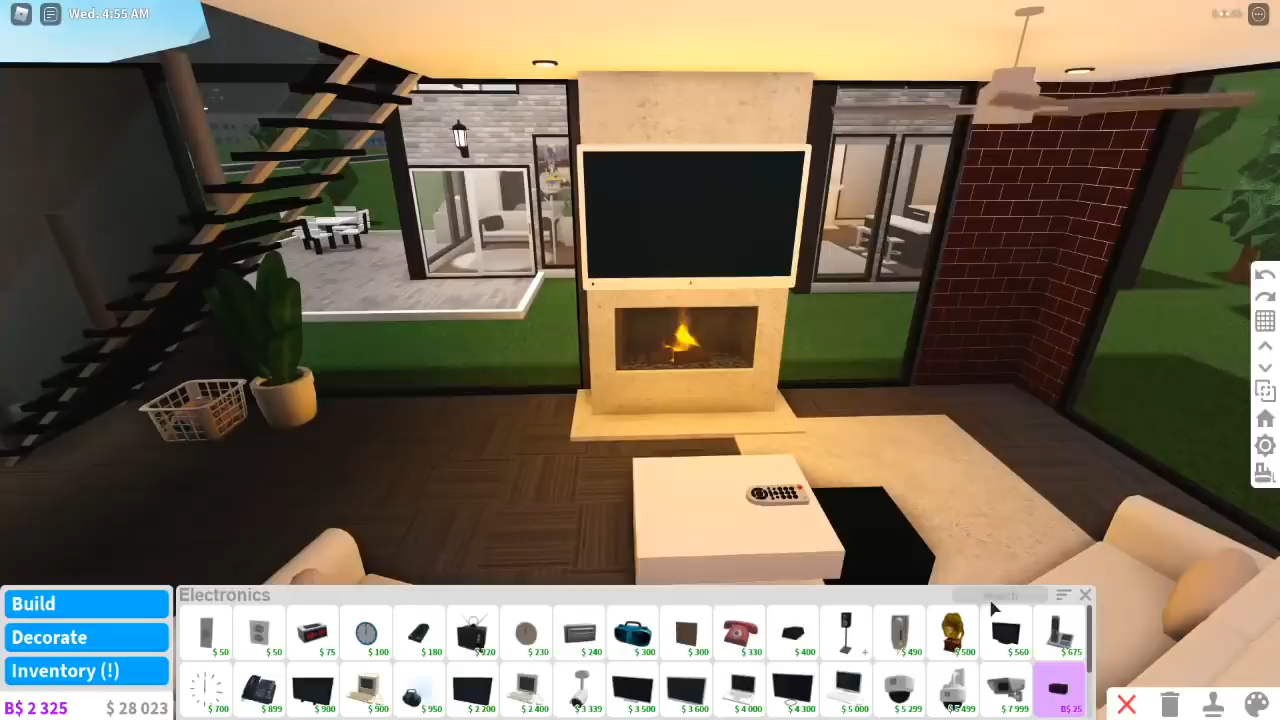 Wed. 4:55 AM
Build
Decorate
Inventory (!)
B$ 2 325
$ 28 023
Electronics
Search
$ 50
$ 50
$ 75
$ 100
$ 180
$ 220
$ 230
$ 240
$ 300
$ 300
$ 330
$ 400
$ 490
$ 500
$ 560
$ 675
$ 700
$ 899
$ 900
$ 900
$ 950
$ 2 200
$ 2 400
$ 3 339
$ 3 500
$ 3 600
$ 4 000
$ 4 300
$ 5 000
$ 5 299
$ 7 999
B$ 25